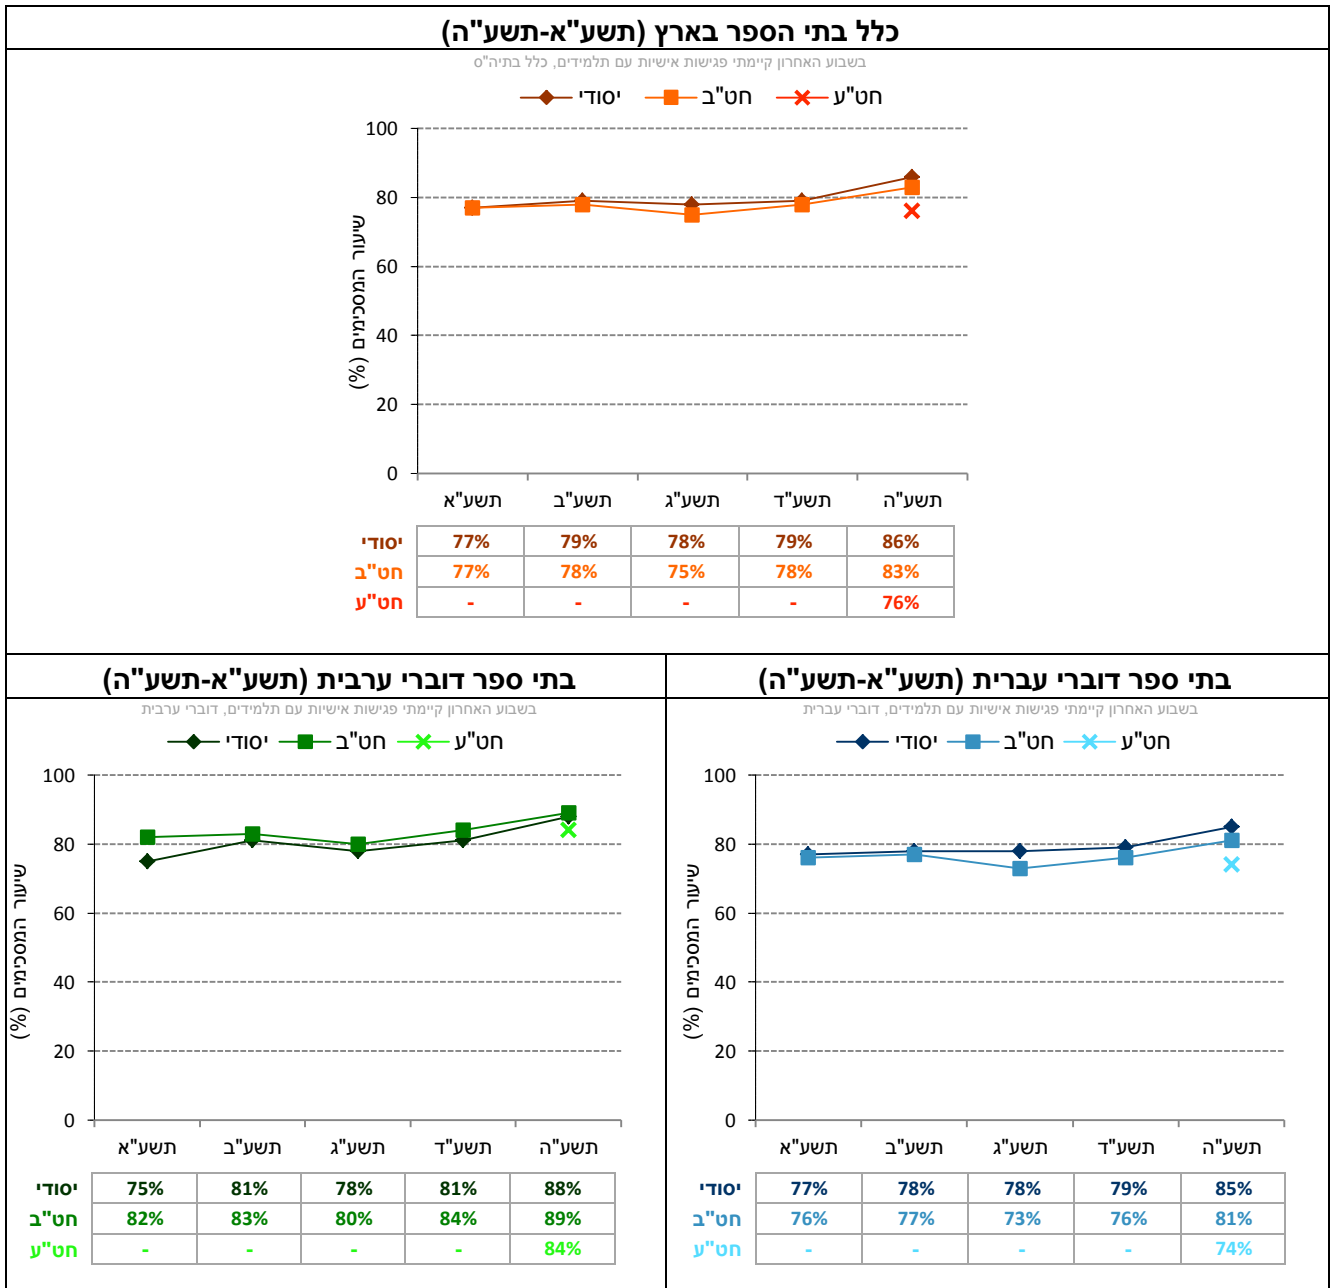 כלל בתי הספר בארץ (תשע"א-תשע"ה)
בשבוע האחרון קיימתי פגישות אישיות עם תלמידים, כלל בתיה"ס
יסודי חט"ב חט"ע
שיעור המסכימים (%)
100
80
60
40
20
0
תשע"א תשע"ב תשע"ג תשע"ד תשע"ה
יסודי 77% 79% 78% 79% 86%
חט"ב 77% 78% 75% 78% 83%
חט"ע - - - - 76%
בתי ספר דוברי עברית (תשע"א-תשע"ה)
בשבוע האחרון קיימתי פגישות אישיות עם תלמידים, דוברי עברית
יסודי חט"ב חט"ע
שיעור המסכימים (%)
100
80
60
40
20
0
תשע"א תשע"ב תשע"ג תשע"ד תשע"ה
יסודי 77% 78% 78% 79% 85%
חט"ב 76% 77% 73% 76% 81%
חט"ע - - - - 74%
בתי ספר דוברי ערבית (תשע"א-תשע"ה)
בשבוע האחרון קיימתי פגישות אישיות עם תלמידים, דוברי ערבית
יסודי חט"ב חט"ע
שיעור המסכימים (%)
100
80
60
40
20
0
תשע"א תשע"ב תשע"ג תשע"ד תשע"ה
יסודי 75% 81% 78% 81% 88%
חט"ב 82% 83% 80% 84% 89%
חט"ע - - - - 84%